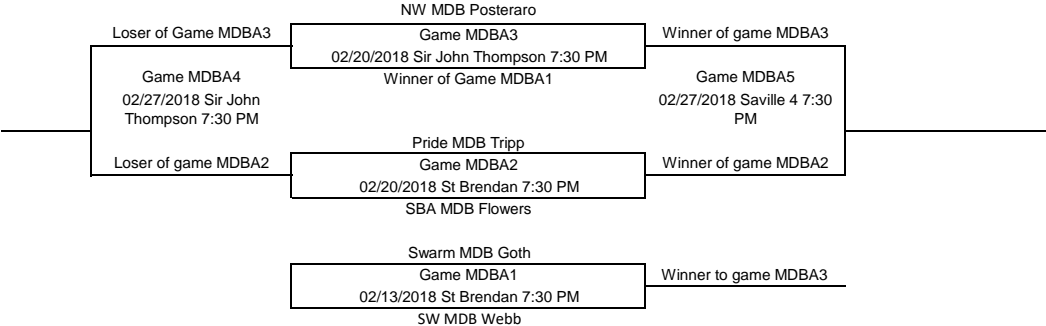 NW MDB Posteraro
Loser of Game MDBA3
Game MDBA3
Winner of game MDBA3
02/20/2018 Sir John Thompson 7:30 PM
Game MDBA4
Winner of Game MDBA1
Game MDBA5
02/27/2018 Sir John
02/27/2018 Saville 4 7:30
Thompson 7:30 PM
PM
Pride MDB Tripp
Loser of game MDBA2
Game MDBA2
Winner of game MDBA2
02/20/2018 St Brendan 7:30 PM
SBA MDB Flowers
Swarm MDB Goth
Game MDBA1
Winner to game MDBA3
02/13/2018 St Brendan 7:30 PM
SW MDB Webb